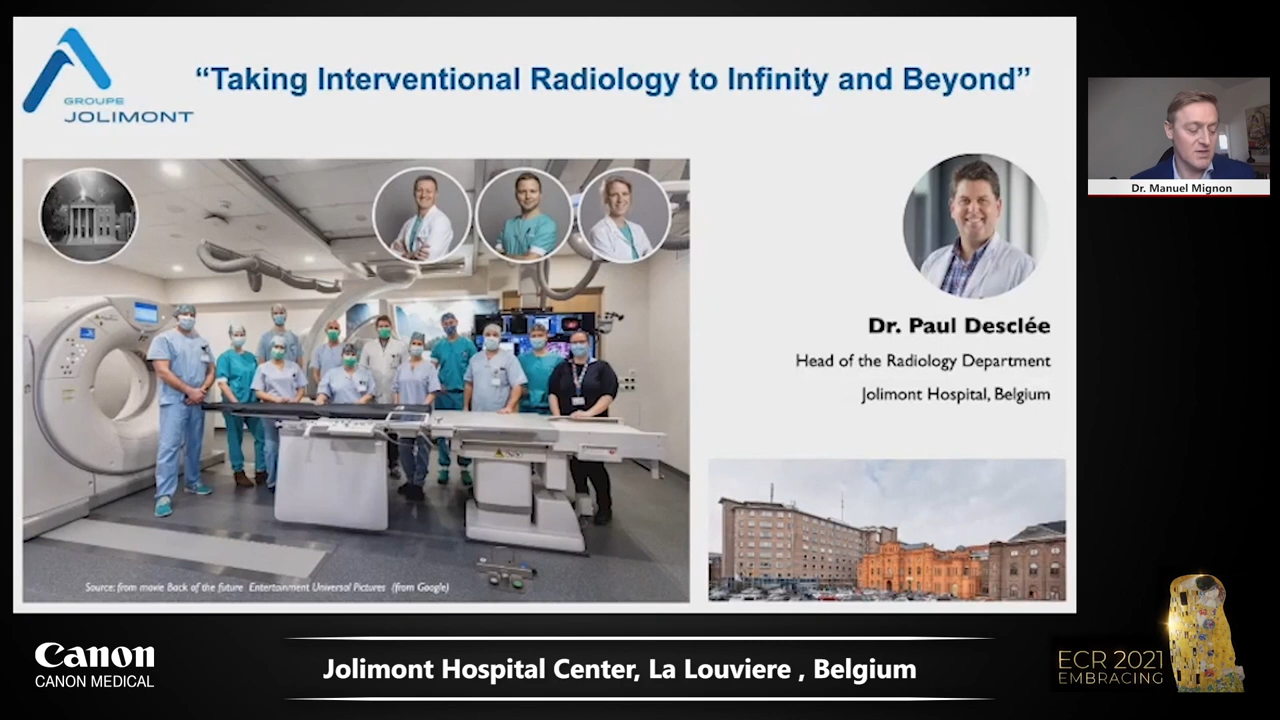 GROUPE
JOLIMONT
“Taking Interventional Radiology to Infinity and Beyond”
Dr. Manuel Mignon
Dr. Paul Desclée
Head of the Radiology Department
Jolimont Hospital, Belgium
Source: from movie Back of the future Entertainment Universal Pictures (from Google)
Canon
CANON MEDICAL
Jolimont Hospital Center, La Louviere , Belgium
ECR 2021
EMBRACING